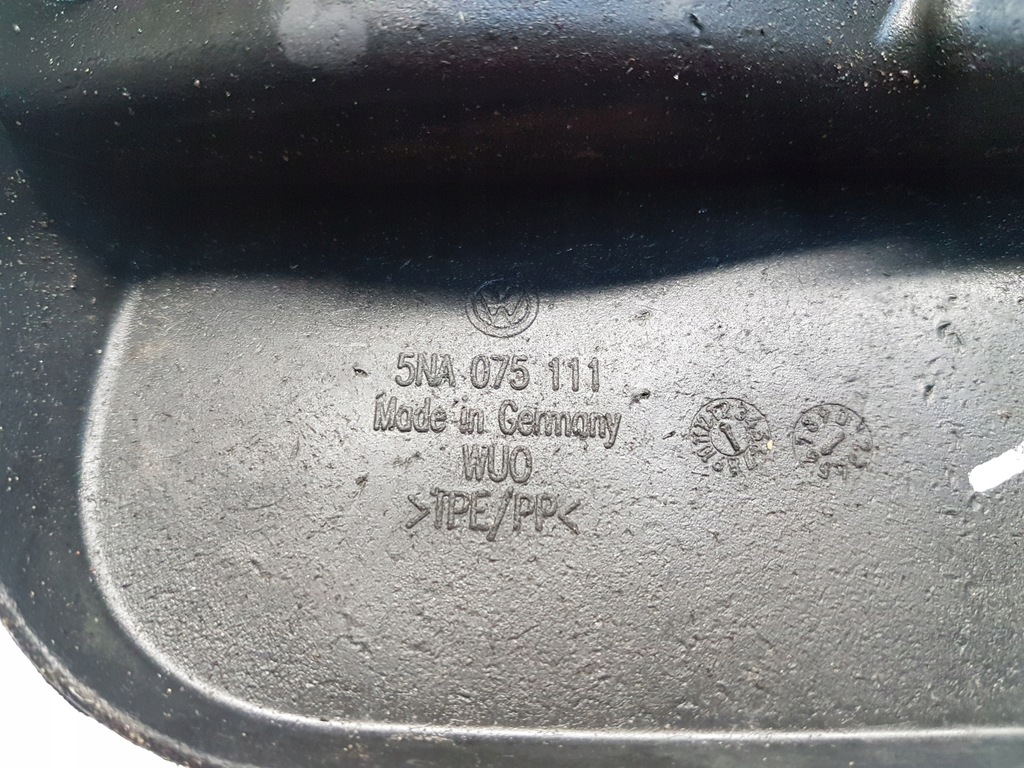 5NA 075 111
Made in Germany
WUO
>TPE/PP<